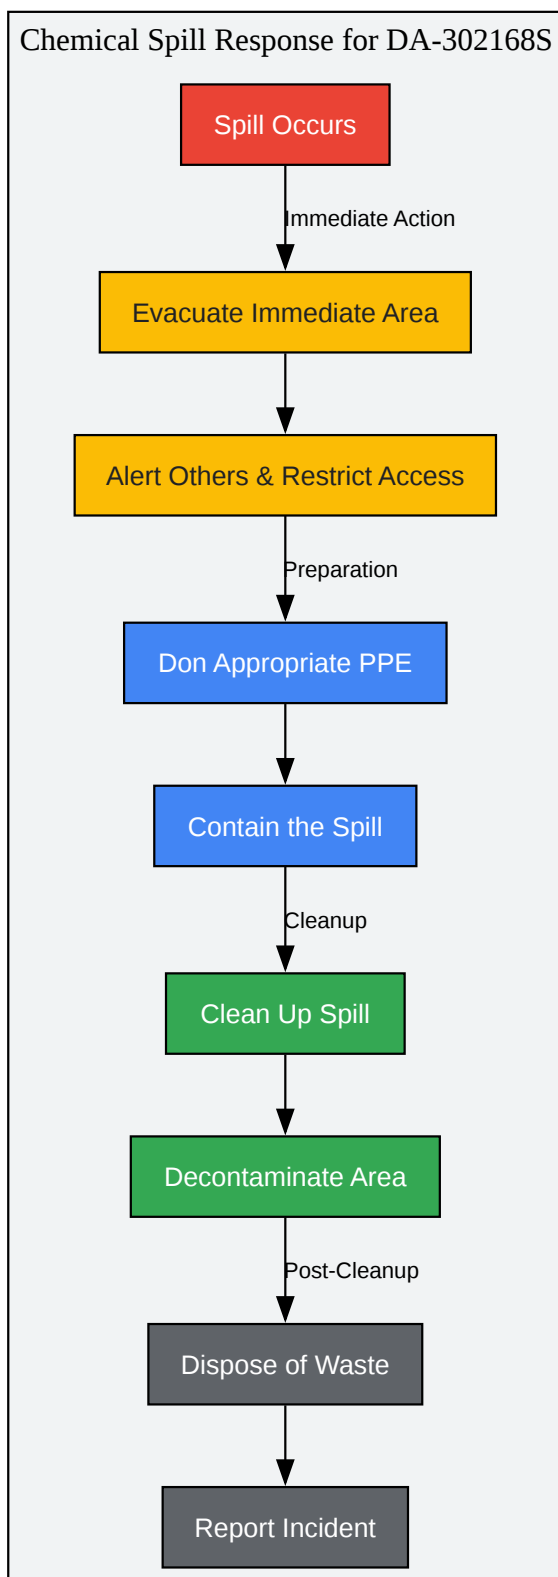 Chemical Spill Response for DA-302168S
Spill Occurs
Immediate Action
Evacuate Immediate Area
Alert Others & Restrict Access
Preparation
Don Appropriate PPE
Contain the Spill
Cleanup
Clean Up Spill
Decontaminate Area
Post-Cleanup
Dispose of Waste
Report Incident